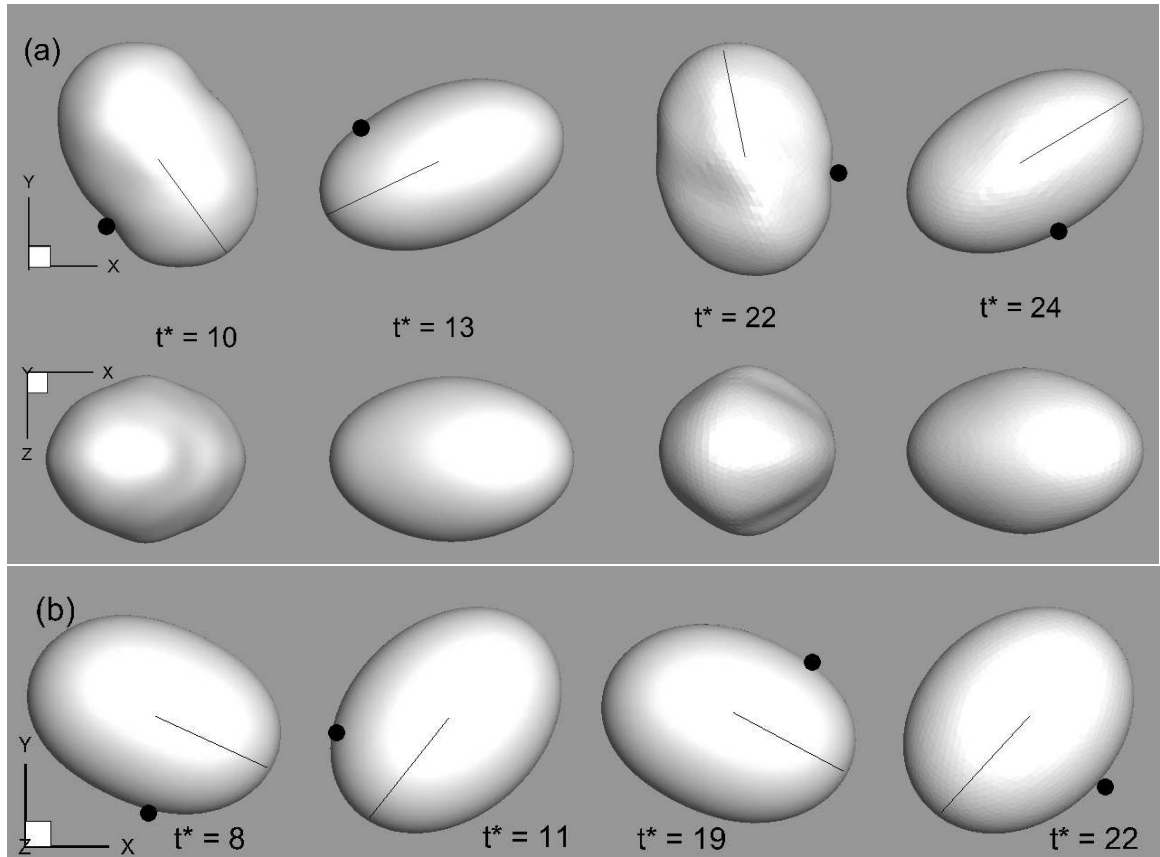 (a)
Y
X
t* = 10
t* = 13
t* = 22
t* = 24
Y
X
Z
(b)
Y
Z
X
t* = 8
t* = 11
t* = 19
t* = 22